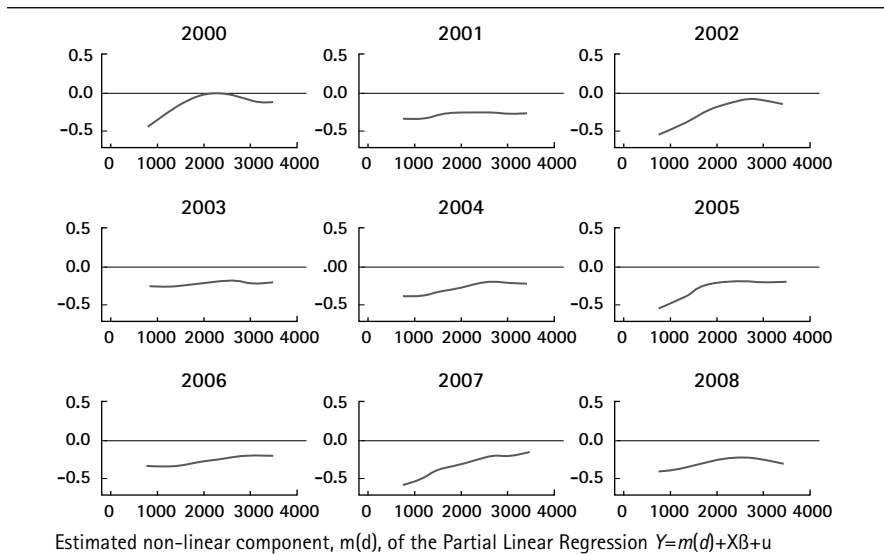 2000 2001 2002
0.5 0.5 0.5
0.0 0.0 0.0
−0.5 −0.5 −0.5
0 1000 2000 3000 4000 0 1000 2000 3000 4000 0 1000 2000 3000 4000
2003 2004 2005
0.5 0.5 0.5
0.0 .00 0.0
−0.5 −0.5 −0.5
0 1000 2000 3000 4000 0 1000 2000 3000 4000 0 1000 2000 3000 4000
2006 2007 2008
0.5 0.5 0.5
0.0 0.0 0.0
−0.5 −0.5 −0.5
0 1000 2000 3000 4000 0 1000 2000 3000 4000 0 1000 2000 3000 4000
Estimated non-linear component, m(d), of the Partial Linear Regression Y=m(d)+Xß+u